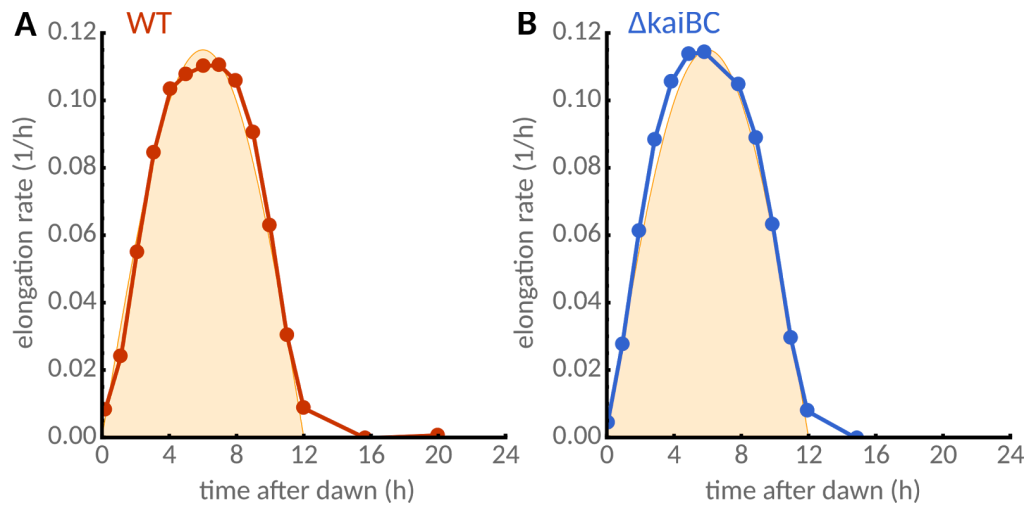 A
WT
0.12
0.10
0.08
0.06
0.04
0.02
0.00
elongation rate (1/h)
0 4 8 12 16 20 24
time after dawn (h)
B
ΔkaiBC
0.12
0.10
0.08
0.06
0.04
0.02
0.00
elongation rate (1/h)
0 4 8 12 16 20 24
time after dawn (h)